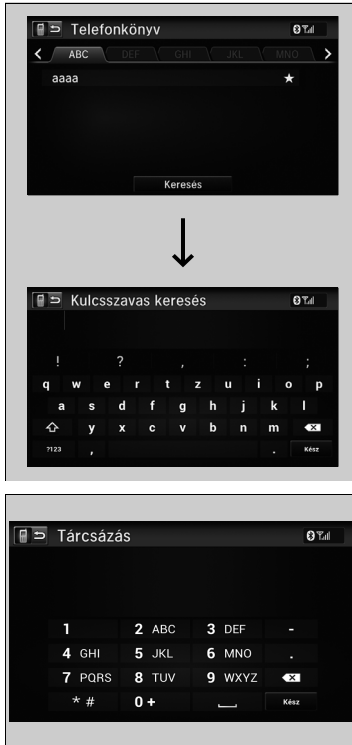 Telefonkönyv
ABC DEF GHI JKL MNO
aaaa ★
Keresés
Kulcsszavas keresés
! ? , : ;
q w e r t z u i o p
a s d f g h j k l
y x c v b n m
?123 , . Kész
Tárcsázás
1 2 ABC 3 DEF -
4 GHI 5 JKL 6 MNO .
7 PQRS 8 TUV 9 WXYZ
* # 0 + Kész